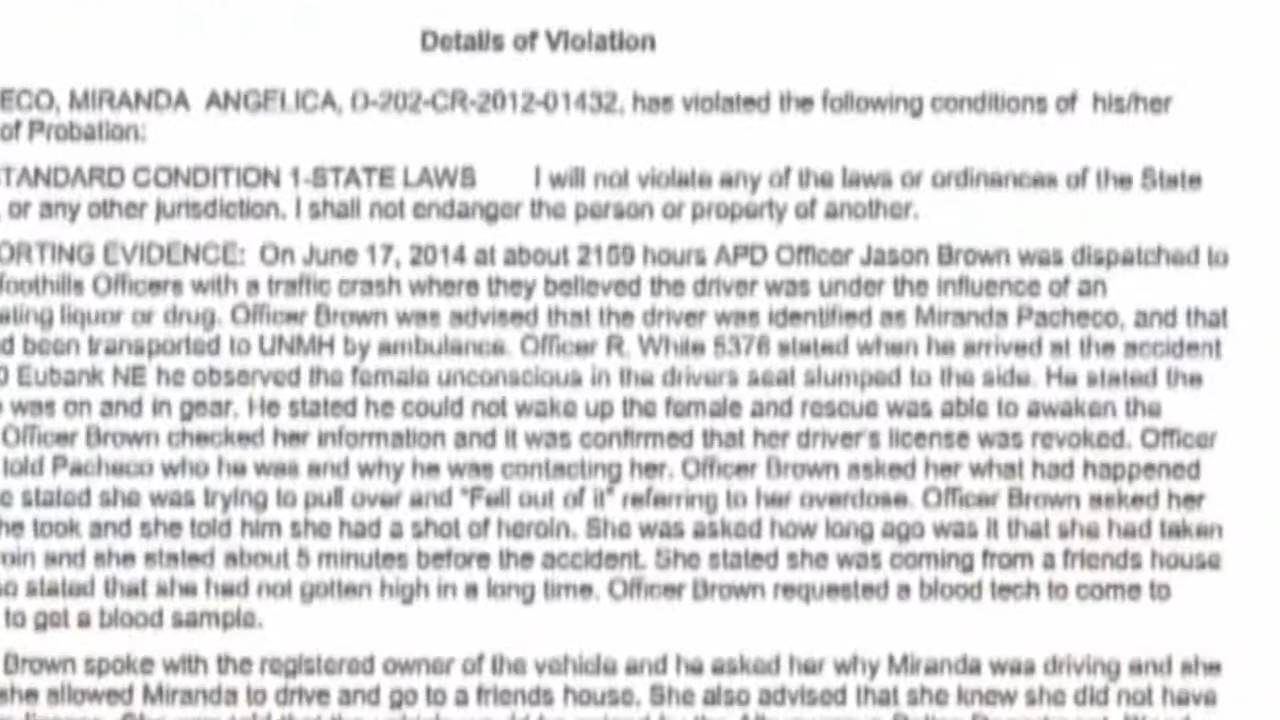 Details of Violation
ECO, MIRANDA ANGELICA, D-202-CR-2012-01432, has violated the following conditions of his/her
of Probation:
TANDARD CONDITION 1-STATE LAWS I will not violate any of the laws or ordinances of the State
, or any other jurisdiction. I shall not endanger the person or property of another.
ORTING EVIDENCE: On June 17, 2014 at about 2159 hours APD Officer Jason Brown was dispatched to
foothills Officers with a traffic crash where they believed the driver was under the influence of an
ating liquor or drug. Officer Brown was advised that the driver was identified as Miranda Pacheco, and that
d been transported to UNMH by ambulance. Officer R. White 5376 stated when he arrived at the accident
0 Eubank NE he observed the female unconscious in the drivers seat slumped to the side. He stated the
was on and in gear. He stated he could not wake up the female and rescue was able to awaken the
Officer Brown checked her information and it was confirmed that her driver's license was revoked. Officer
told Pacheco who he was and why he was contacting her. Officer Brown asked her what had happened
e stated she was trying to pull over and "Fell out of it" referring to her overdose. Officer Brown asked her
he took and she told him she had a shot of heroin. She was asked how long ago was it that she had taken
oin and she stated about 5 minutes before the accident. She stated she was coming from a friends house
o stated that she had not gotten high in a long time. Officer Brown requested a blood tech to come to
to get a blood sample.
Brown spoke with the registered owner of the vehicle and he asked her why Miranda was driving and she
she allowed Miranda to drive and go to a friends house. She also advised that she knew she did not have